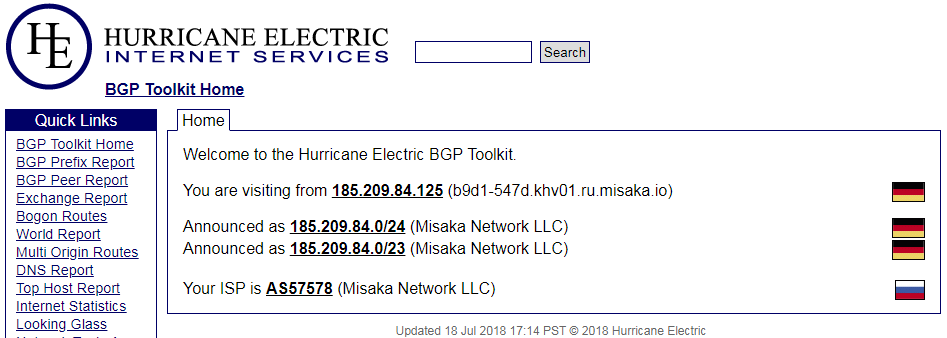 HE
HURRICANE ELECTRIC
INTERNET SERVICES
Search
BGP Toolkit Home
Quick Links
BGP Toolkit Home
BGP Prefix Report
BGP Peer Report
Exchange Report
Bogon Routes
World Report
Multi Origin Routes
DNS Report
Top Host Report
Internet Statistics
Looking Glass
Home
Welcome to the Hurricane Electric BGP Toolkit.
You are visiting from 185.209.84.125 (b9d1-547d.khv01.ru.misaka.io)
Announced as 185.209.84.0/24 (Misaka Network LLC)
Announced as 185.209.84.0/23 (Misaka Network LLC)
Your ISP is AS57578 (Misaka Network LLC)
Updated 18 Jul 2018 17:14 PST © 2018 Hurricane Electric